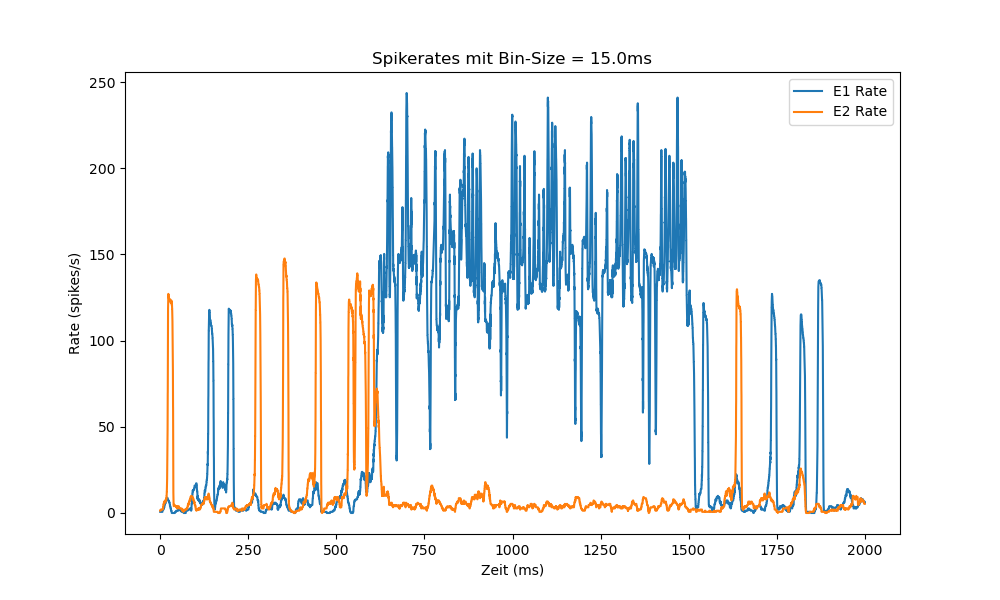 Spikerates mit Bin-Size = 15.0ms
E1 Rate
E2 Rate
Rate (spikes/s)
250
200
150
100
50
0
0 250 500 750 1000 1250 1500 1750 2000
Zeit (ms)